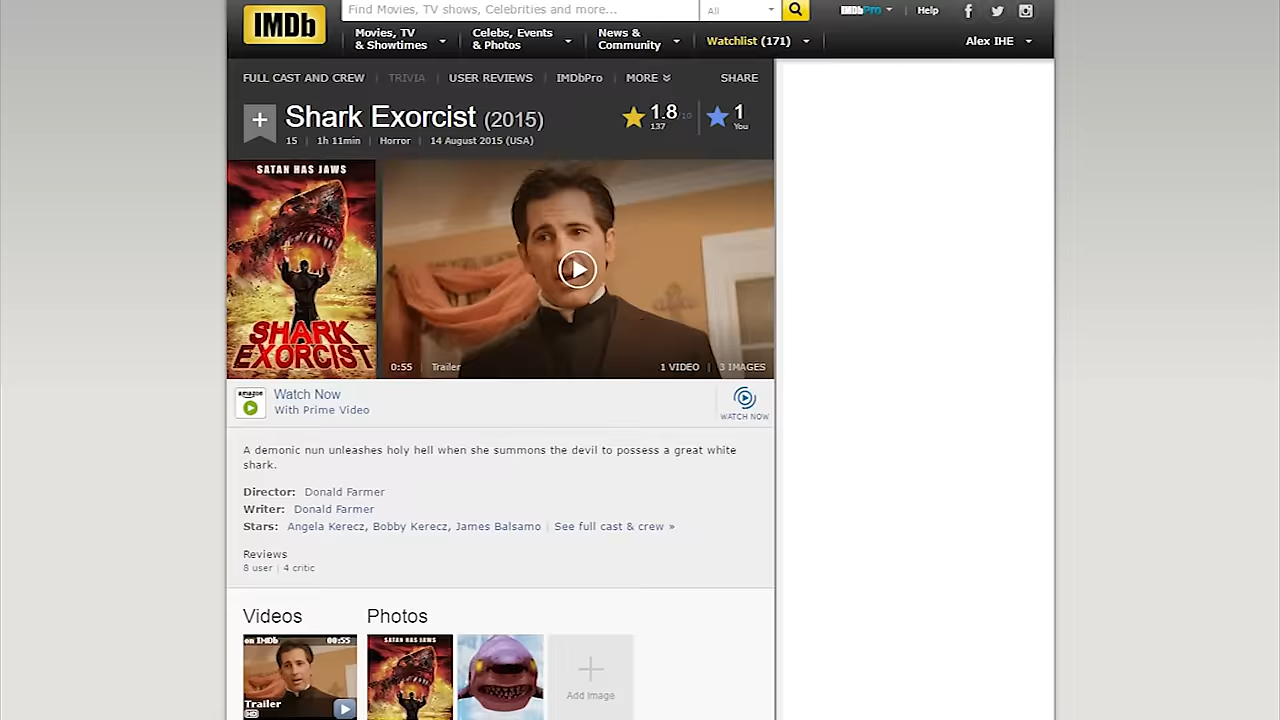 IMDb
Find Movies, TV shows, Celebrities and more...
All
IMDbPro
Help
Movies, TV
& Showtimes
Celebs, Events
& Photos
News &
Community
Watchlist (171)
Alex IHE
FULL CAST AND CREW | TRIVIA | USER REVIEWS | IMDbPro | MORE
SHARE
Shark Exorcist (2015)
15 | 1h 11min | Horror | 14 August 2015 (USA)
1.8/10
137
1
You
SATAN HAS JAWS
SHARK
EXORCIST
0:55 | Trailer
1 VIDEO | 3 IMAGES
amazon
Watch Now
With Prime Video
WATCH NOW
A demonic nun unleashes holy hell when she summons the devil to possess a great white
shark.
Director: Donald Farmer
Writer: Donald Farmer
Stars: Angela Kerecz, Bobby Kerecz, James Balsamo | See full cast & crew »
Reviews
8 user | 4 critic
Videos
Photos
on IMDb 00:55
Trailer
HD
SATAN HAS JAWS
Add Image